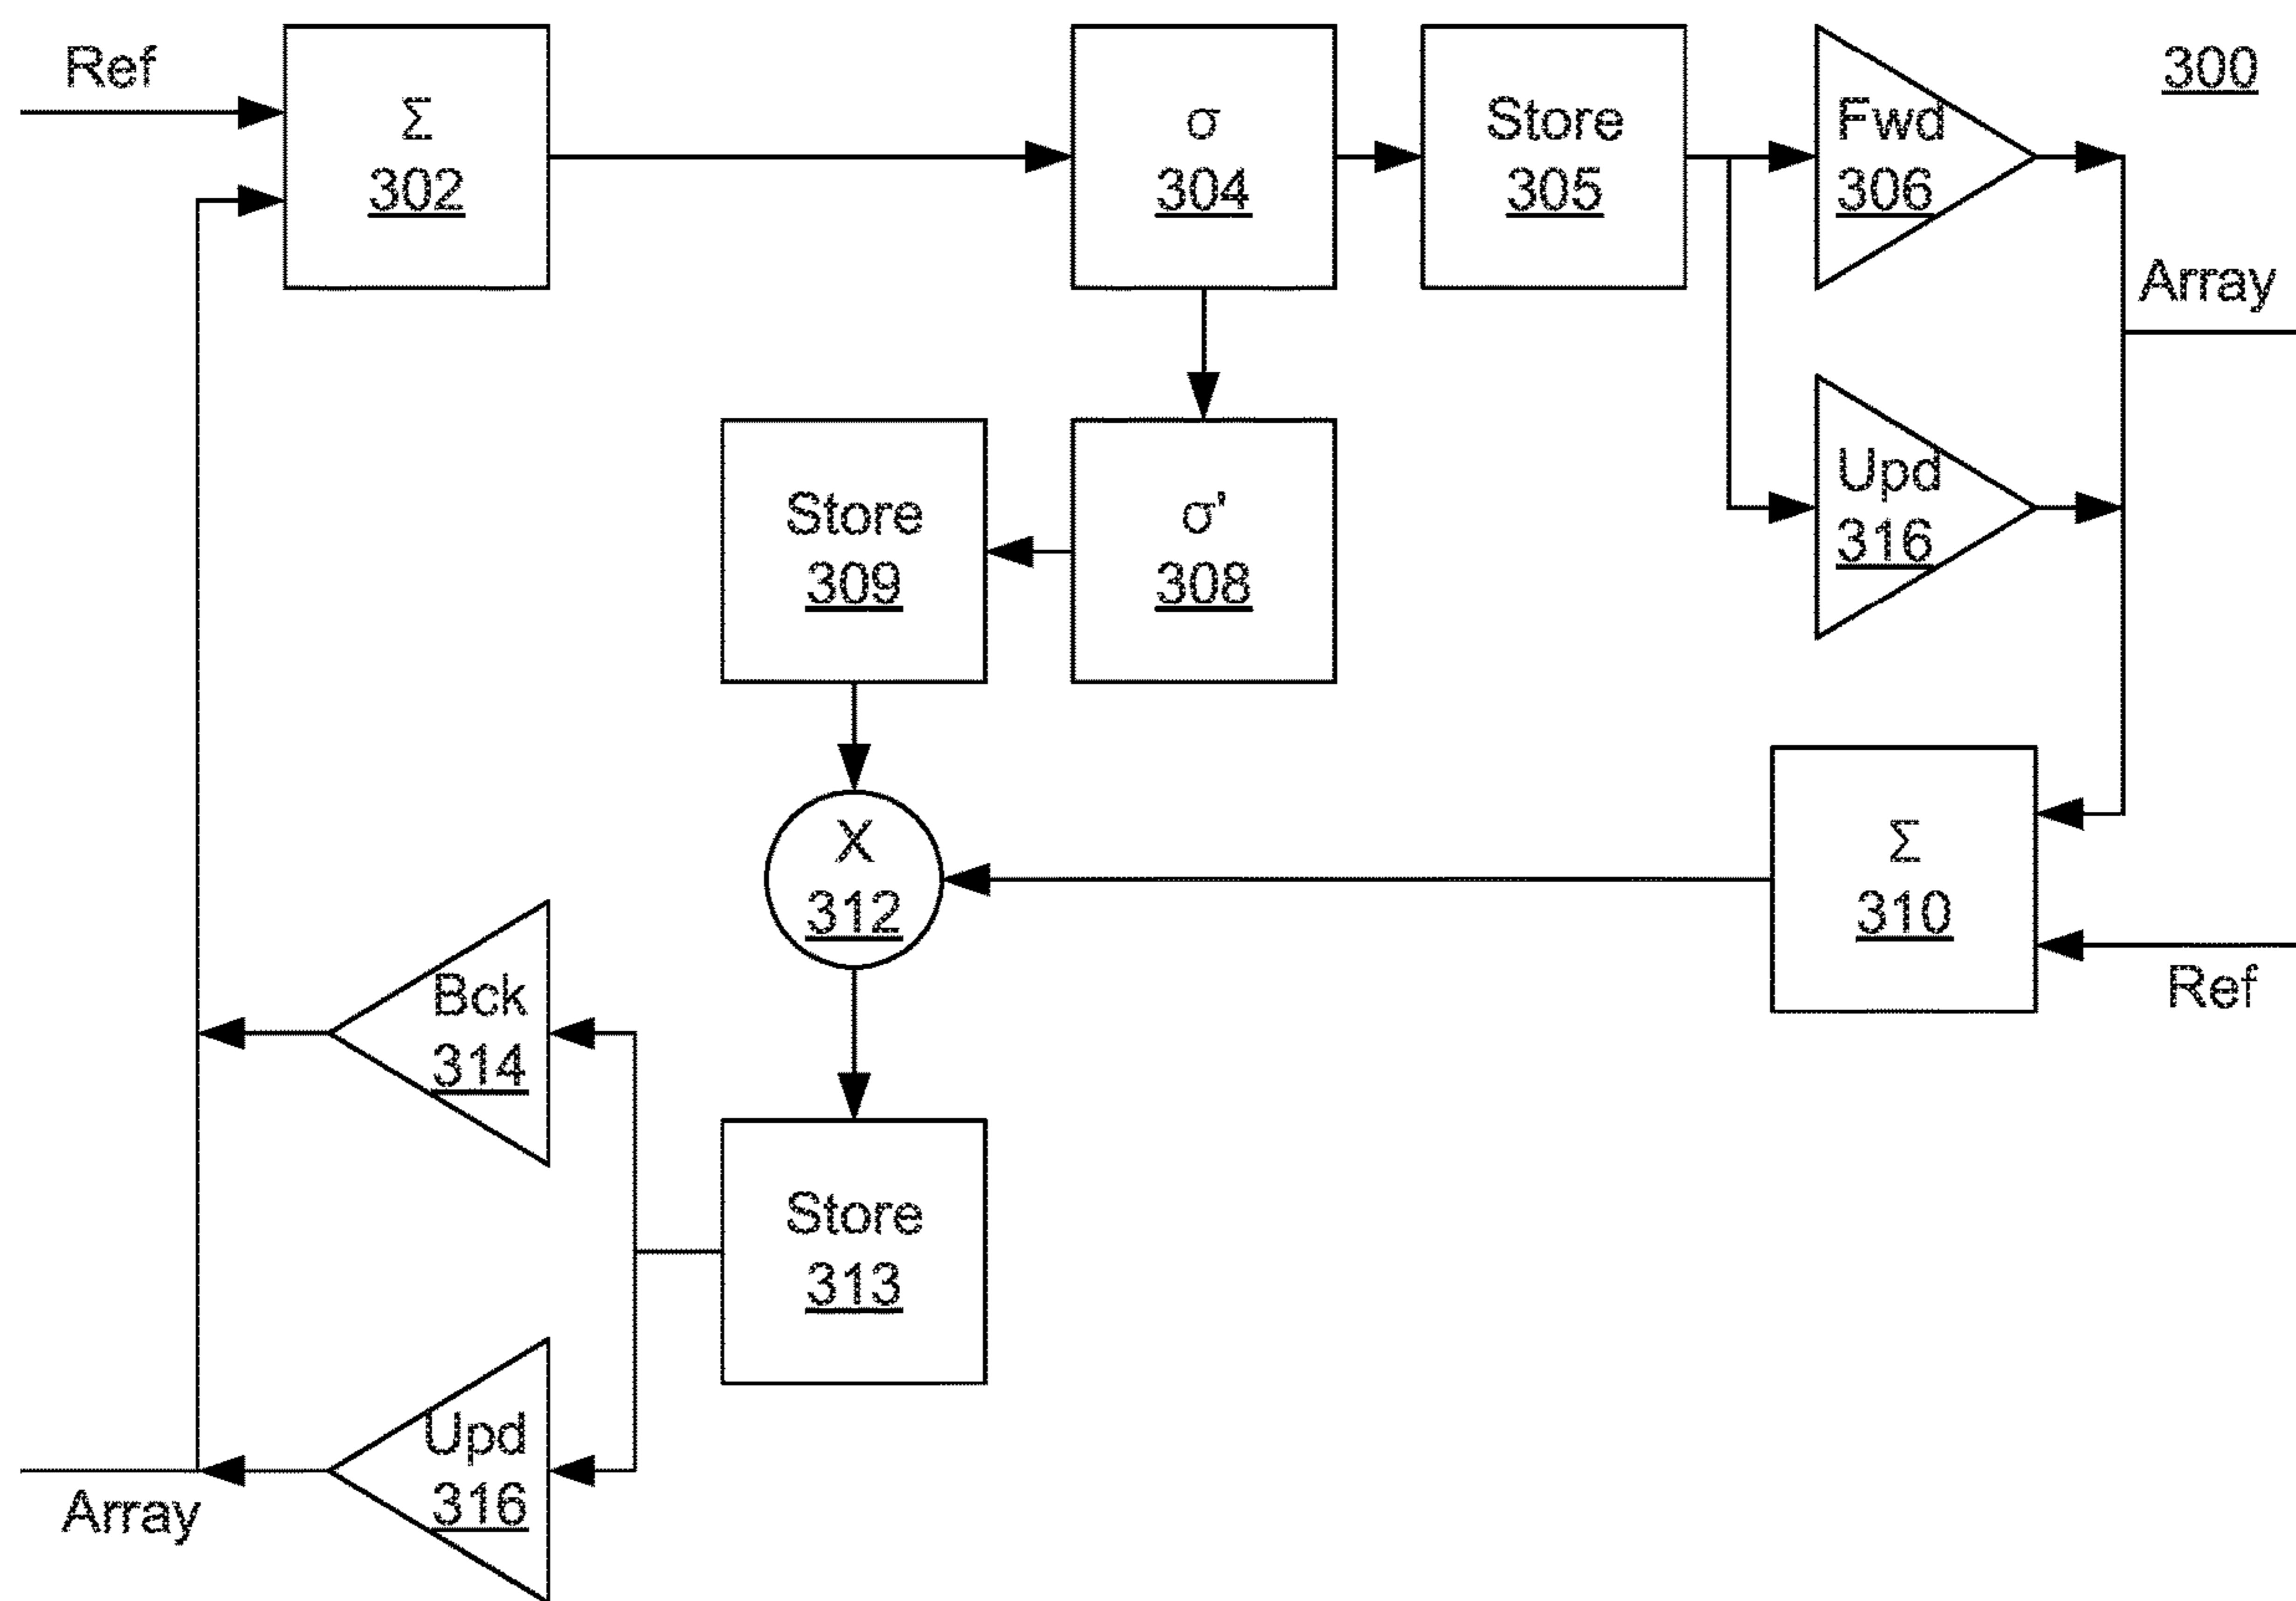 Ref
Σ
302
σ
304
Store
305
Fwd
306
300
Array
Upd
316
Store
309
σ'
308
X
312
Σ
310
Ref
Bck
314
Store
313
Upd
316
Array